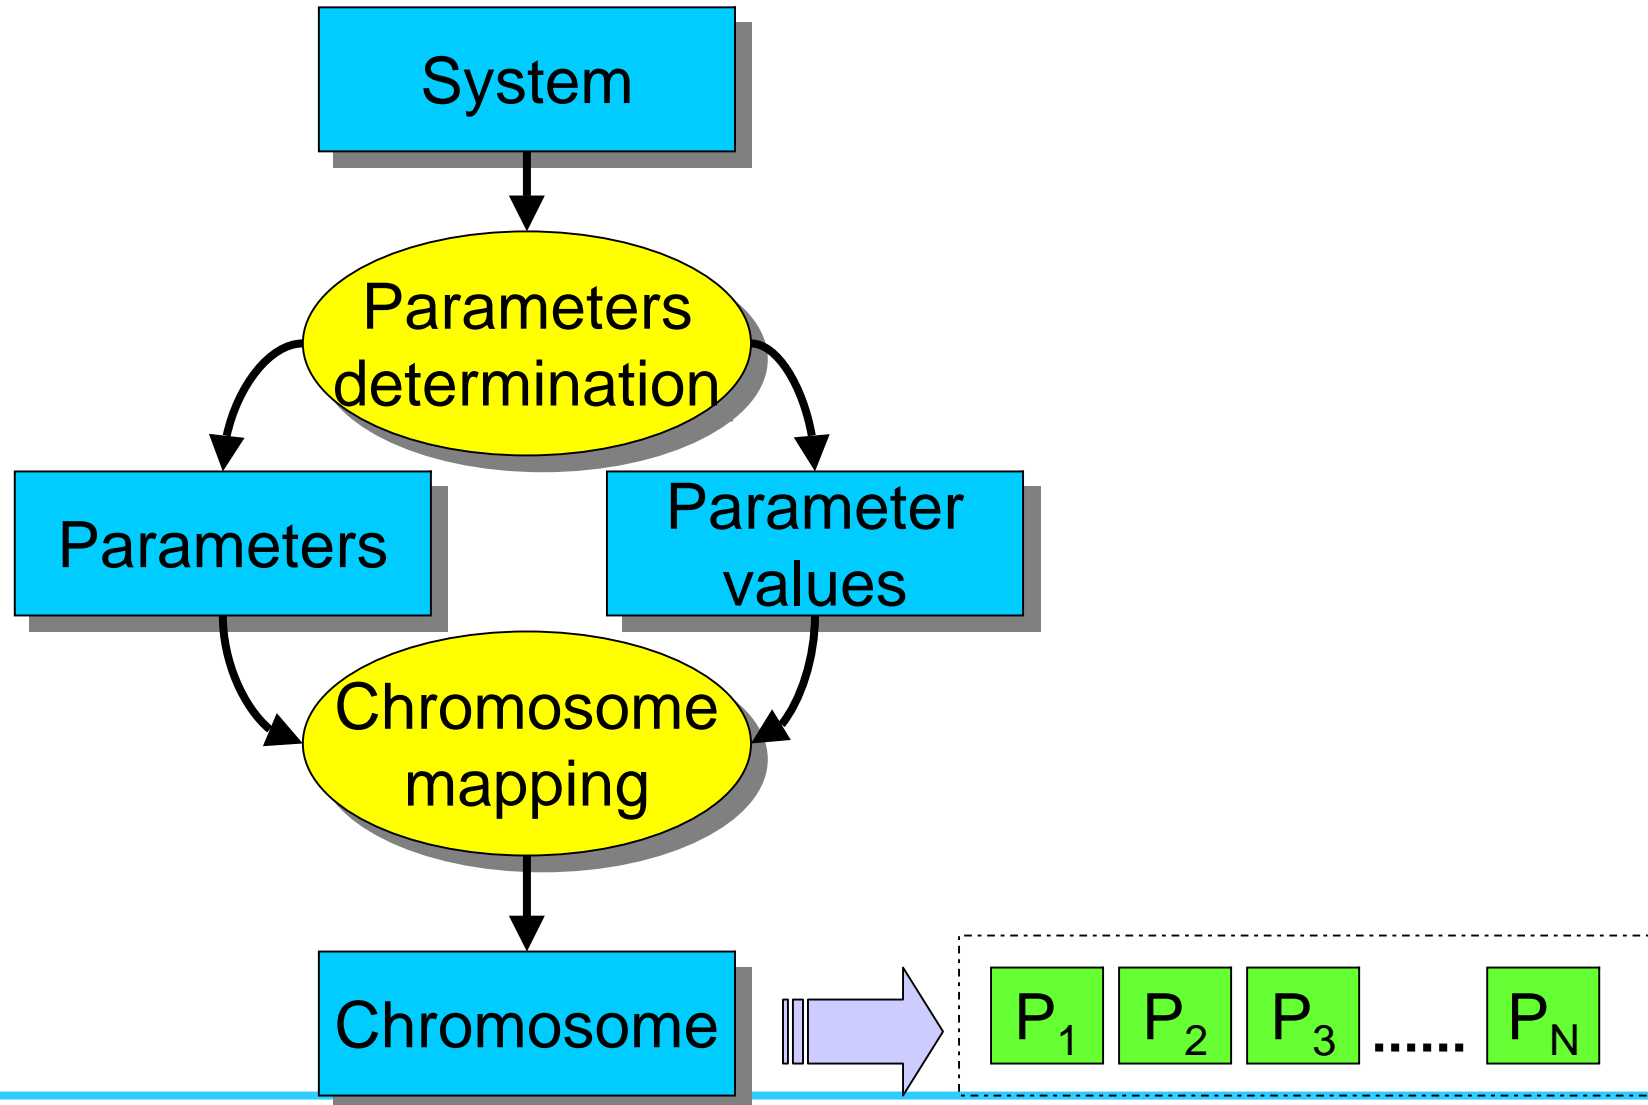 System
Parameters
determination
Parameters
Parameter
values
Chromosome
mapping
Chromosome
P1 P2 P3 ...... PN